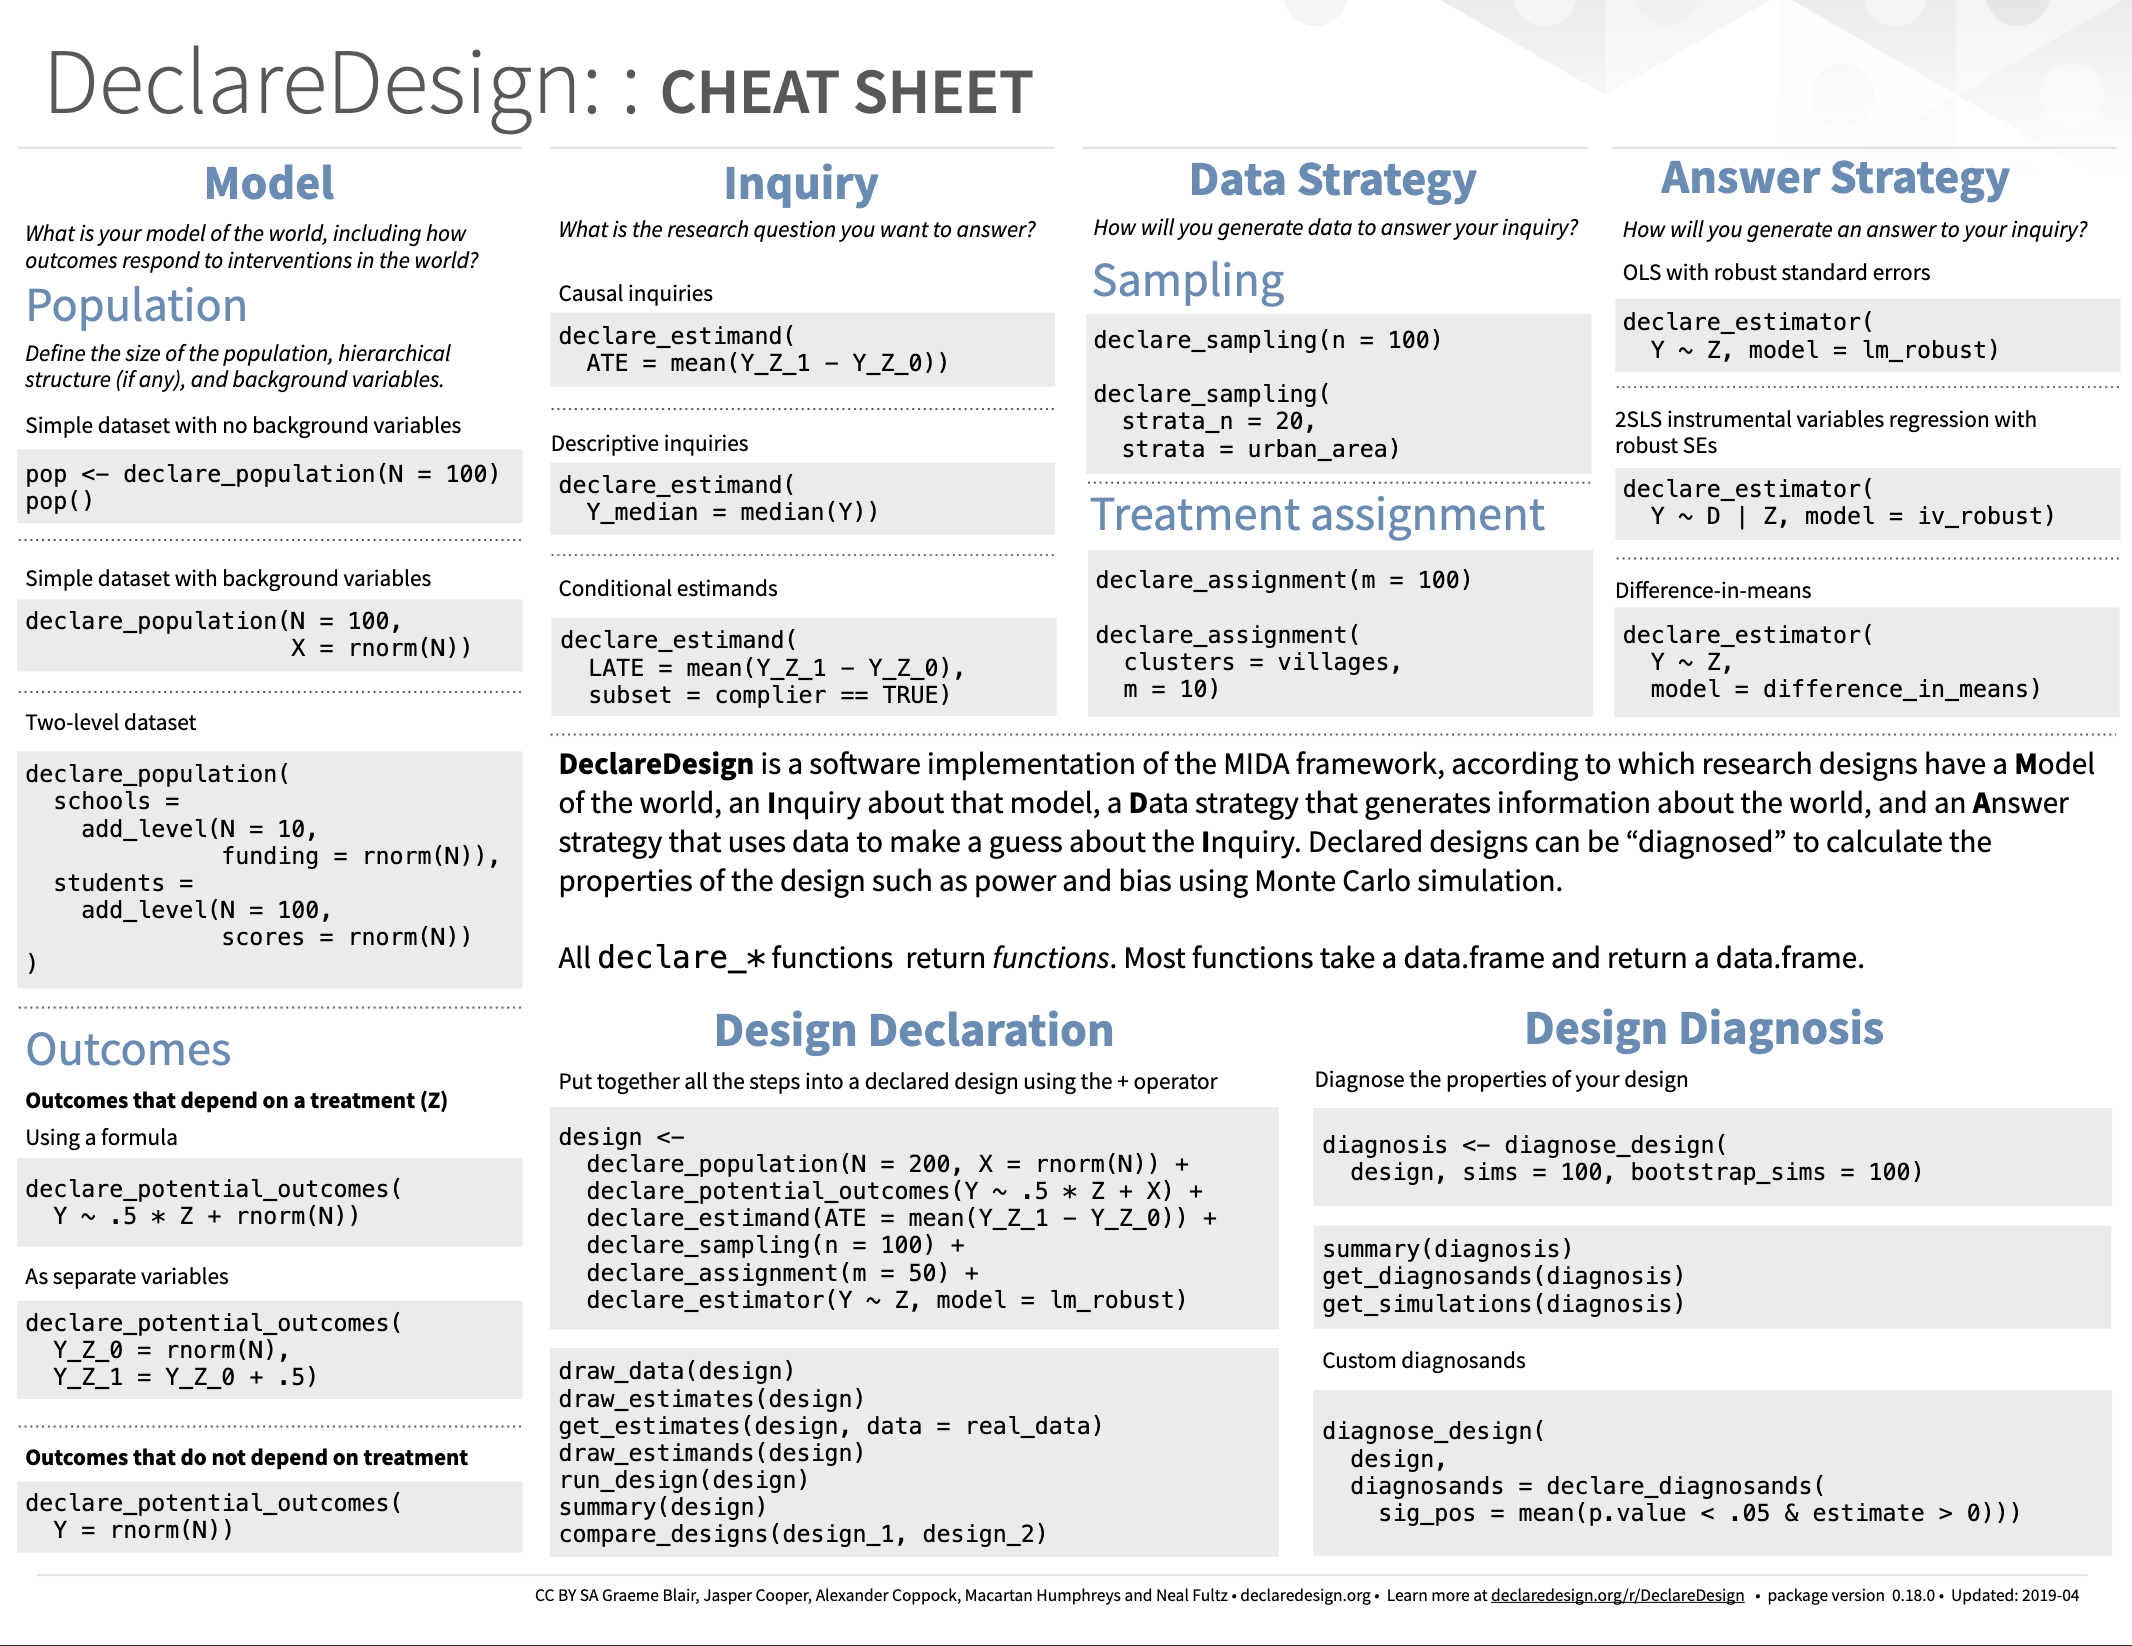 DeclareDesign: : CHEAT SHEET
Model
What is your model of the world, including how
outcomes respond to interventions in the world?
Population
Define the size of the population, hierarchical
structure (if any), and background variables.
Simple dataset with no background variables
pop <- declare_population(N = 100)
pop()
Simple dataset with background variables
declare_population(N = 100,
                   X = rnorm(N))
Two-level dataset
declare_population(
  schools =
    add_level(N = 10,
              funding = rnorm(N)),
  students =
    add_level(N = 100,
              scores = rnorm(N))
)
Outcomes
Outcomes that depend on a treatment (Z)
Using a formula
declare_potential_outcomes(
  Y ~ .5 * Z + rnorm(N))
As separate variables
declare_potential_outcomes(
  Y_Z_0 = rnorm(N),
  Y_Z_1 = Y_Z_0 + .5)
Outcomes that do not depend on treatment
declare_potential_outcomes(
  Y = rnorm(N))
Inquiry
What is the research question you want to answer?
Causal inquiries
declare_estimand(
  ATE = mean(Y_Z_1 − Y_Z_0))
Descriptive inquiries
declare_estimand(
  Y_median = median(Y))
Conditional estimands
declare_estimand(
  LATE = mean(Y_Z_1 − Y_Z_0),
  subset = complier == TRUE)
Data Strategy
How will you generate data to answer your inquiry?
Sampling
declare_sampling(n = 100)
declare_sampling(
  strata_n = 20,
  strata = urban_area)
Treatment assignment
declare_assignment(m = 100)
declare_assignment(
  clusters = villages,
  m = 10)
Answer Strategy
How will you generate an answer to your inquiry?
OLS with robust standard errors
declare_estimator(
  Y ~ Z, model = lm_robust)
2SLS instrumental variables regression with
robust SEs
declare_estimator(
  Y ~ D | Z, model = iv_robust)
Difference-in-means
declare_estimator(
  Y ~ Z,
  model = difference_in_means)
DeclareDesign is a software implementation of the MIDA framework, according to which research designs have a Model
of the world, an Inquiry about that model, a Data strategy that generates information about the world, and an Answer
strategy that uses data to make a guess about the Inquiry. Declared designs can be “diagnosed” to calculate the
properties of the design such as power and bias using Monte Carlo simulation.
All declare_* functions return functions. Most functions take a data.frame and return a data.frame.
Design Declaration
Put together all the steps into a declared design using the + operator
design <-
  declare_population(N = 200, X = rnorm(N)) +
  declare_potential_outcomes(Y ~ .5 * Z + X) +
  declare_estimand(ATE = mean(Y_Z_1 − Y_Z_0)) +
  declare_sampling(n = 100) +
  declare_assignment(m = 50) +
  declare_estimator(Y ~ Z, model = lm_robust)
draw_data(design)
draw_estimates(design)
get_estimates(design, data = real_data)
draw_estimands(design)
run_design(design)
summary(design)
compare_designs(design_1, design_2)
Design Diagnosis
Diagnose the properties of your design
diagnosis <- diagnose_design(
  design, sims = 100, bootstrap_sims = 100)
summary(diagnosis)
get_diagnosands(diagnosis)
get_simulations(diagnosis)
Custom diagnosands
diagnose_design(
  design,
  diagnosands = declare_diagnosands(
    sig_pos = mean(p.value < .05 & estimate > 0)))
CC BY SA Graeme Blair, Jasper Cooper, Alexander Coppock, Macartan Humphreys and Neal Fultz • declaredesign.org • Learn more at declaredesign.org/r/DeclareDesign • package version 0.18.0 • Updated: 2019-04